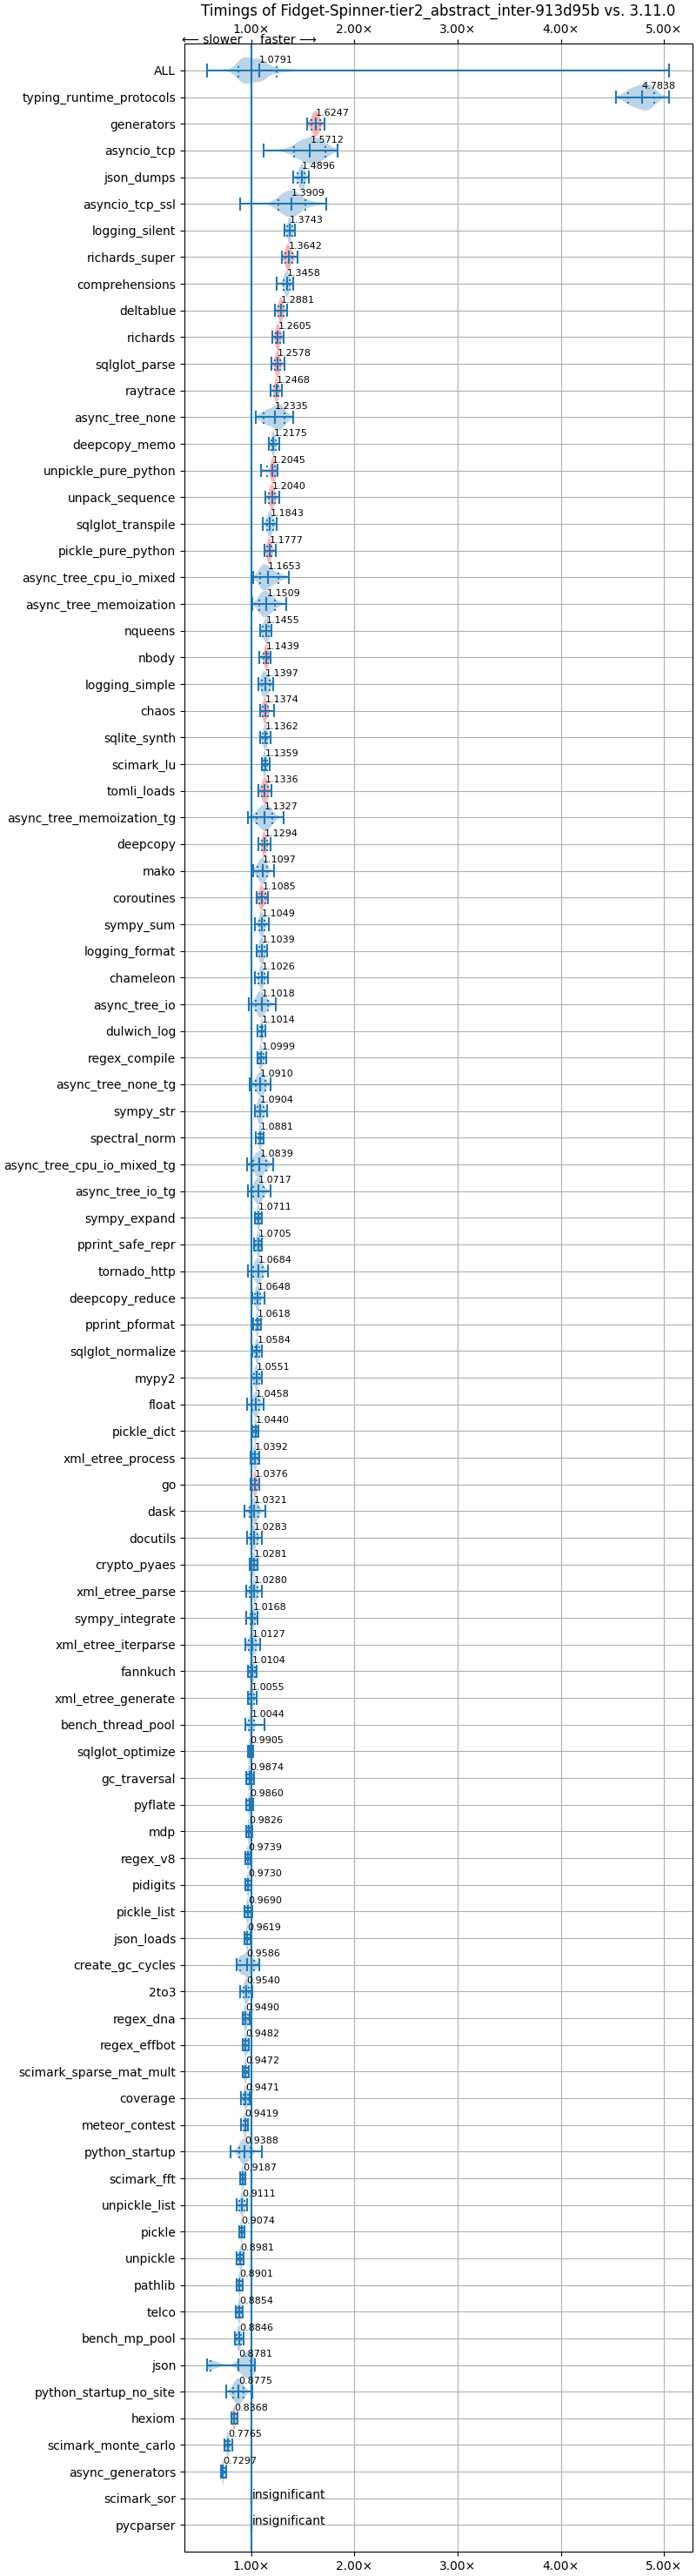 Timings of Fidget-Spinner-tier2_abstract_inter-913d95b vs. 3.11.0
1.00× 2.00× 3.00× 4.00× 5.00×
⟵ slower faster ⟶
ALL 1.0791
typing_runtime_protocols 4.7838
generators 1.6247
asyncio_tcp 1.5712
json_dumps 1.4896
asyncio_tcp_ssl 1.3909
logging_silent 1.3743
richards_super 1.3642
comprehensions 1.3458
deltablue 1.2881
richards 1.2605
sqlglot_parse 1.2578
raytrace 1.2468
async_tree_none 1.2335
deepcopy_memo 1.2175
unpickle_pure_python 1.2045
unpack_sequence 1.2040
sqlglot_transpile 1.1843
pickle_pure_python 1.1777
async_tree_cpu_io_mixed 1.1653
async_tree_memoization 1.1509
nqueens 1.1455
nbody 1.1439
logging_simple 1.1397
chaos 1.1374
sqlite_synth 1.1362
scimark_lu 1.1359
tomli_loads 1.1336
async_tree_memoization_tg 1.1327
deepcopy 1.1294
mako 1.1097
coroutines 1.1085
sympy_sum 1.1049
logging_format 1.1039
chameleon 1.1026
async_tree_io 1.1018
dulwich_log 1.1014
regex_compile 1.0999
async_tree_none_tg 1.0910
sympy_str 1.0904
spectral_norm 1.0881
async_tree_cpu_io_mixed_tg 1.0839
async_tree_io_tg 1.0717
sympy_expand 1.0711
pprint_safe_repr 1.0705
tornado_http 1.0684
deepcopy_reduce 1.0648
pprint_pformat 1.0618
sqlglot_normalize 1.0584
mypy2 1.0551
float 1.0458
pickle_dict 1.0440
xml_etree_process 1.0392
go 1.0376
dask 1.0321
docutils 1.0283
crypto_pyaes 1.0281
xml_etree_parse 1.0280
sympy_integrate 1.0168
xml_etree_iterparse 1.0127
fannkuch 1.0104
xml_etree_generate 1.0055
bench_thread_pool 1.0044
sqlglot_optimize 0.9905
gc_traversal 0.9874
pyflate 0.9860
mdp 0.9826
regex_v8 0.9739
pidigits 0.9730
pickle_list 0.9690
json_loads 0.9619
create_gc_cycles 0.9586
2to3 0.9540
regex_dna 0.9490
regex_effbot 0.9482
scimark_sparse_mat_mult 0.9472
coverage 0.9471
meteor_contest 0.9419
python_startup 0.9388
scimark_fft 0.9187
unpickle_list 0.9111
pickle 0.9074
unpickle 0.8981
pathlib 0.8901
telco 0.8854
bench_mp_pool 0.8846
json 0.8781
python_startup_no_site 0.8775
hexiom 0.8368
scimark_monte_carlo 0.7765
async_generators 0.7297
scimark_sor insignificant
pycparser insignificant
1.00× 2.00× 3.00× 4.00× 5.00×